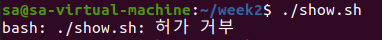 sa@sa-virtual-machine:~/week2$ ./show.sh
bash: ./show.sh: 허가 거부